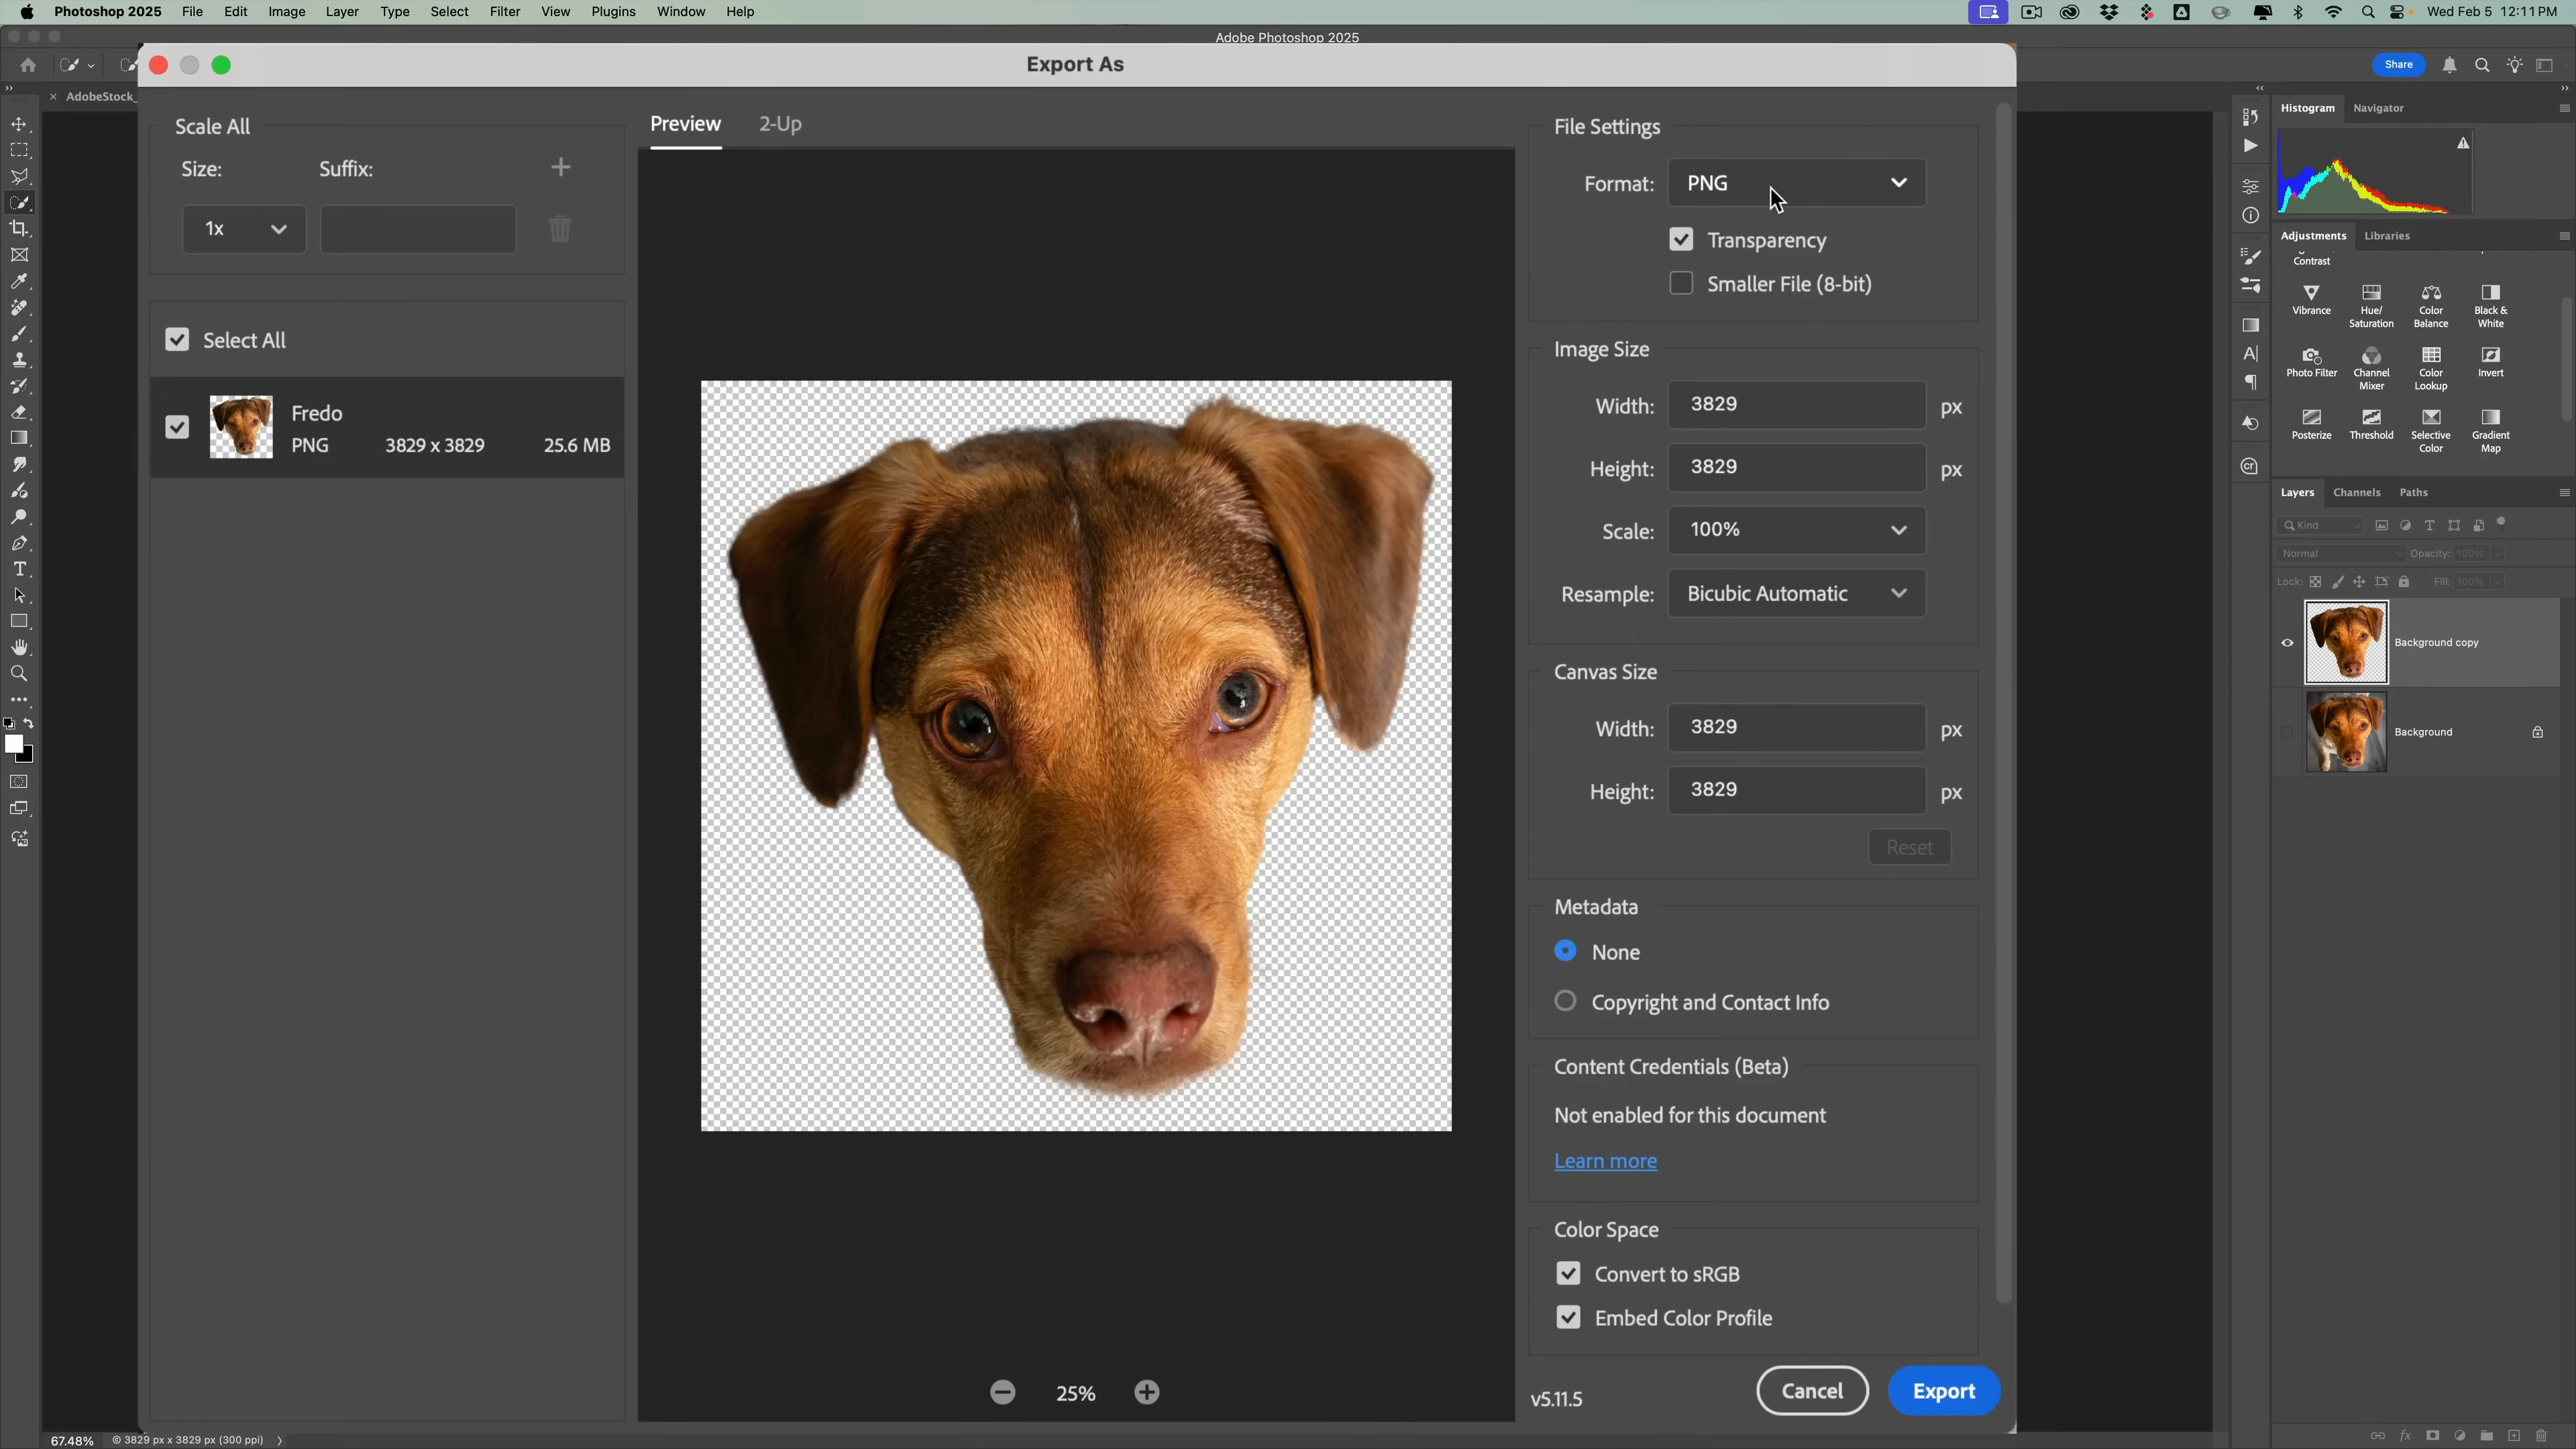 Photoshop 2025 File Edit Image Layer Type Select Filter View Plugins Window Help Wed Feb 5 12:11 PM
Adobe Photoshop 2025
Share
AdobeStock_
Export As
Scale All
Size: Suffix:
1x
Select All
Fredo
PNG 3829 x 3829 25.6 MB
Preview 2-Up
25%
File Settings
Format: PNG
Transparency
Smaller File (8-bit)
Image Size
Width: 3829 px
Height: 3829 px
Scale: 100%
Resample: Bicubic Automatic
Canvas Size
Width: 3829 px
Height: 3829 px
Reset
Metadata
None
Copyright and Contact Info
Content Credentials (Beta)
Not enabled for this document
Learn more
Color Space
Convert to sRGB
Embed Color Profile
v5.11.5 Cancel Export
Histogram Navigator
Adjustments Libraries
Contrast
Vibrance Hue/ Saturation Color Balance Black & White
Photo Filter Channel Mixer Color Lookup Invert
Posterize Threshold Selective Color Gradient Map
Layers Channels Paths
Kind
Normal Opacity: 100%
Lock: Fill: 100%
Background copy
Background
67.48% © 3829 px x 3829 px (300 ppi)